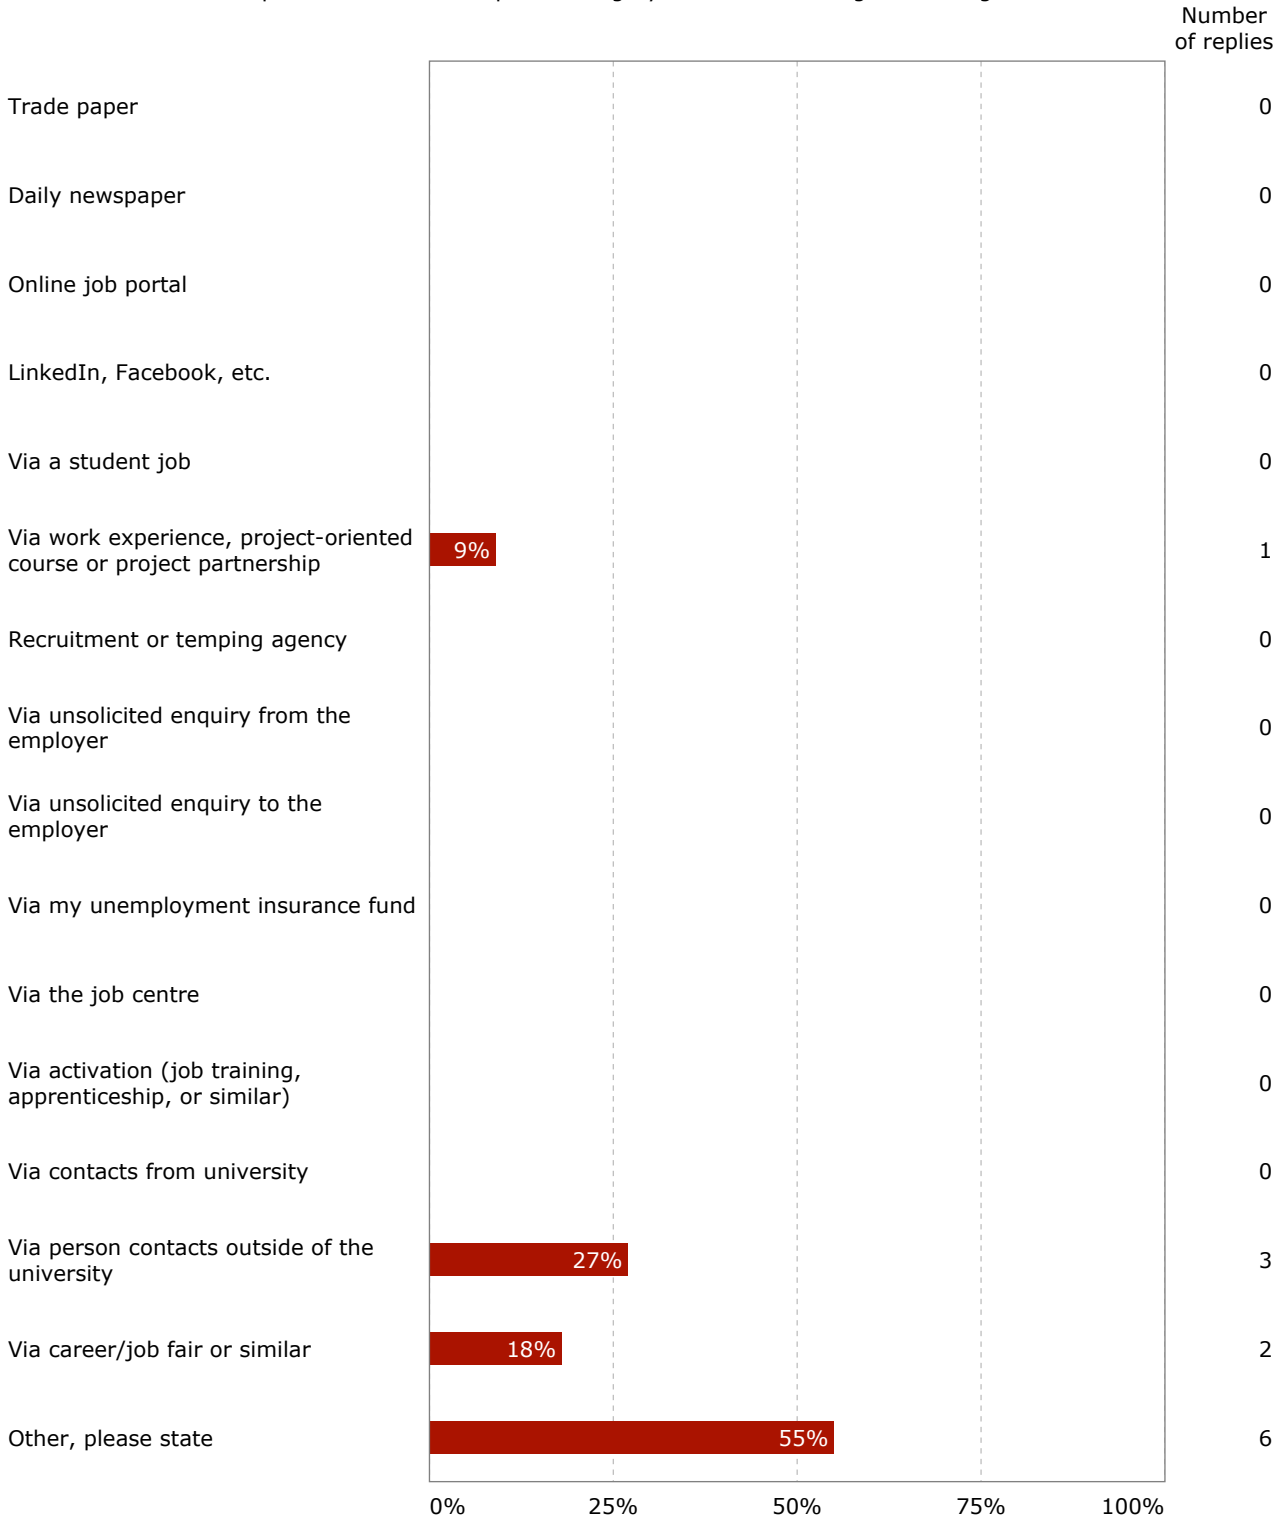 Number
of replies
Trade paper 0
Daily newspaper 0
Online job portal 0
LinkedIn, Facebook, etc. 0
Via a student job 0
Via work experience, project-oriented
course or project partnership 9% 1
Recruitment or temping agency 0
Via unsolicited enquiry from the
employer 0
Via unsolicited enquiry to the
employer 0
Via my unemployment insurance fund 0
Via the job centre 0
Via activation (job training,
apprenticeship, or similar) 0
Via contacts from university 0
Via person contacts outside of the
university 27% 3
Via career/job fair or similar 18% 2
Other, please state 55% 6
0% 25% 50% 75% 100%